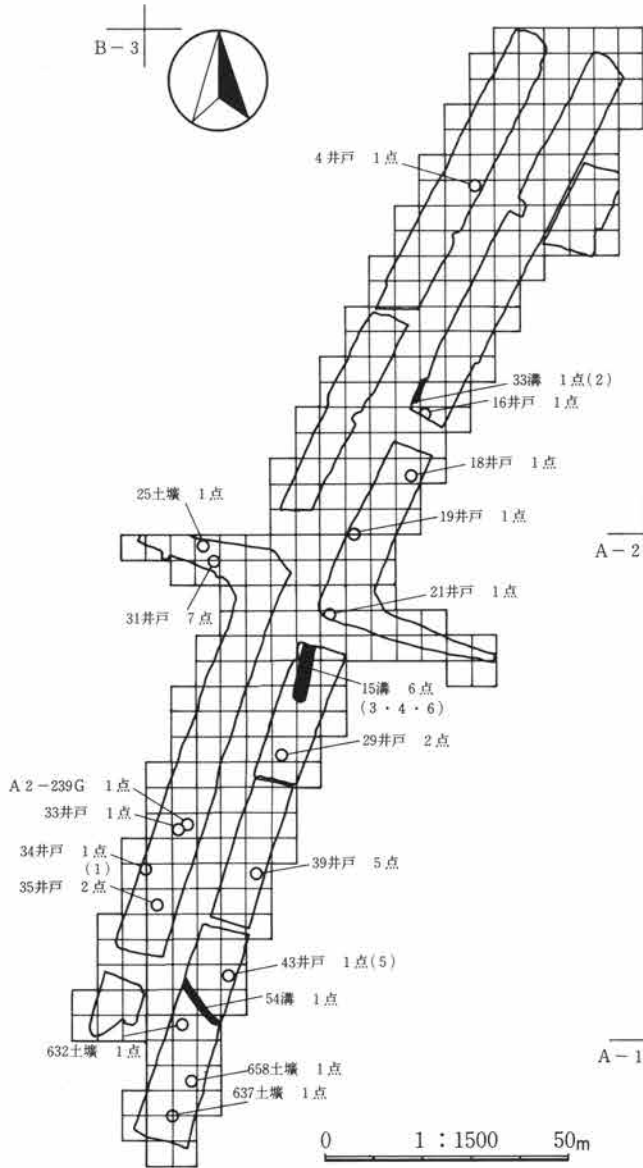 B-3
4井戸 1点
33溝 1点(2)
16井戸 1点
18井戸 1点
25土壙 1点
19井戸 1点
A-2
31井戸 7点
21井戸 1点
15溝 6点
(3・4・6)
29井戸 2点
A2-239G 1点
33井戸 1点
34井戸 1点
(1)
35井戸 2点
39井戸 5点
43井戸 1点(5)
54溝 1点
632土壙 1点
A-1
658土壙 1点
637土壙 1点
0 1:1500 50m